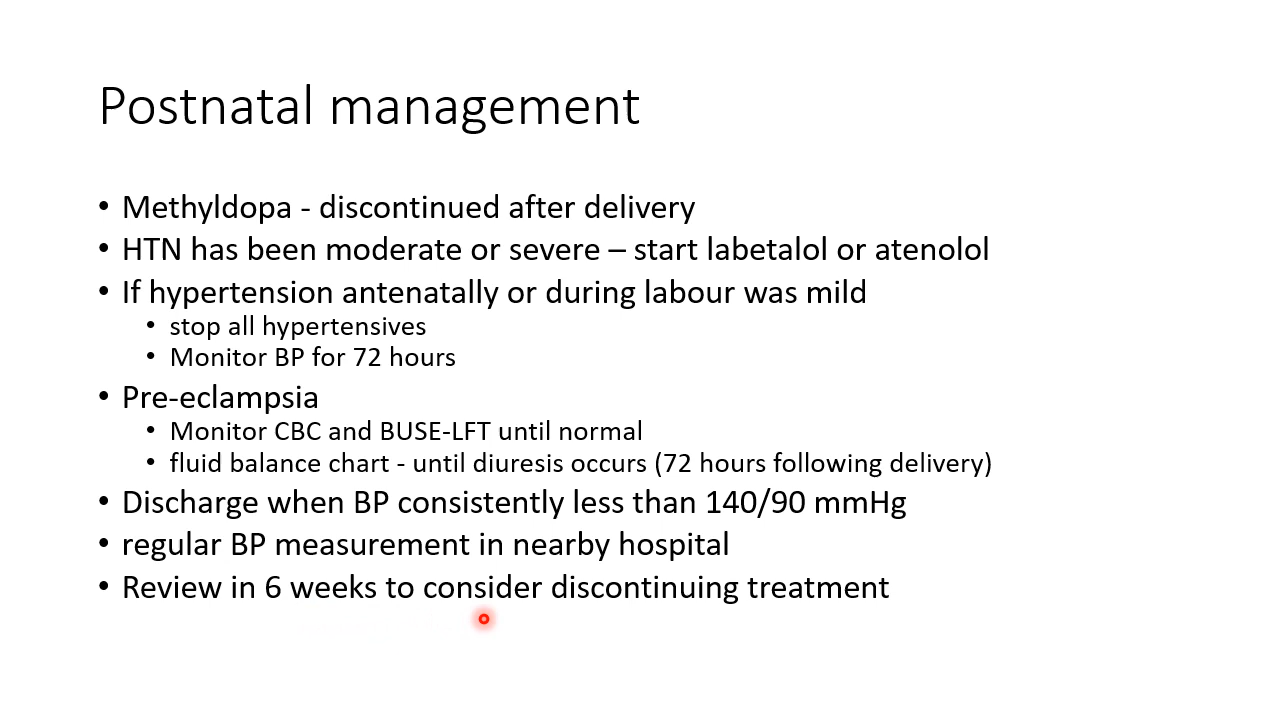 Postnatal management
• Methyldopa - discontinued after delivery
• HTN has been moderate or severe – start labetalol or atenolol
• If hypertension antenatally or during labour was mild
• stop all hypertensives
• Monitor BP for 72 hours
• Pre-eclampsia
• Monitor CBC and BUSE-LFT until normal
• fluid balance chart - until diuresis occurs (72 hours following delivery)
• Discharge when BP consistently less than 140/90 mmHg
• regular BP measurement in nearby hospital
• Review in 6 weeks to consider discontinuing treatment